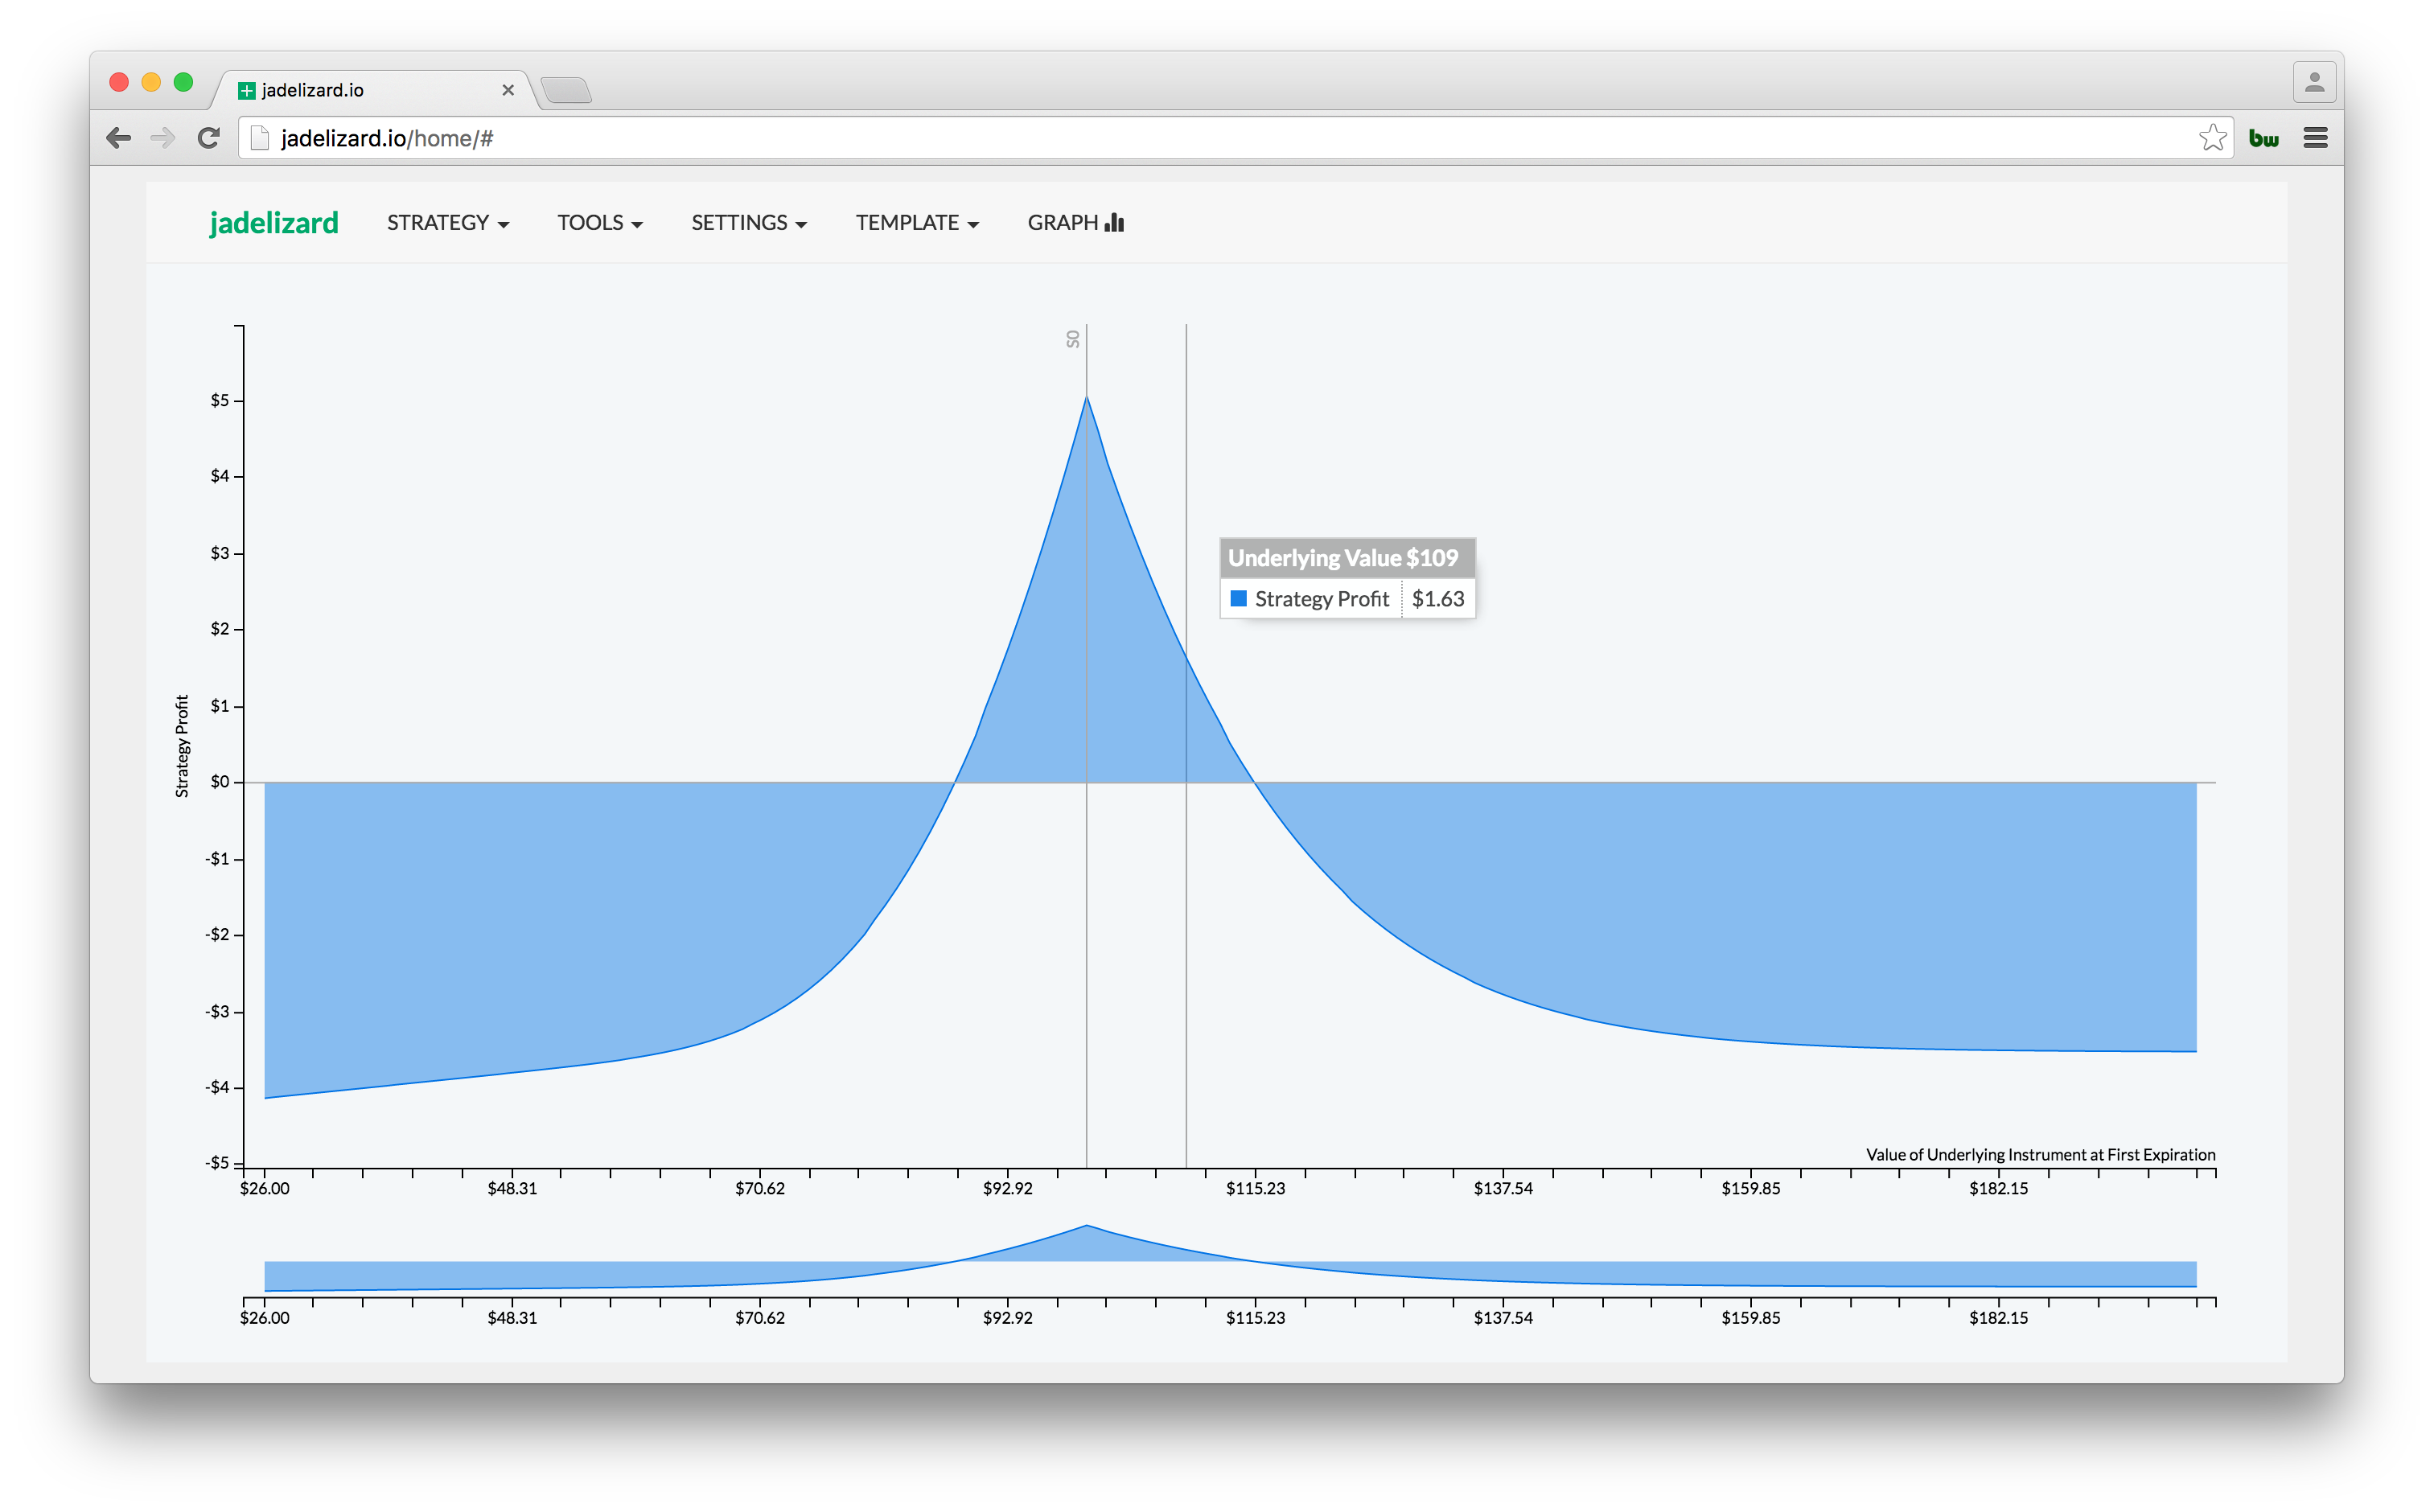 jadelizard.io
jadelizard.io/home/#
bw
jadelizard STRATEGY TOOLS SETTINGS TEMPLATE GRAPH
S0
$5
$4
$3
$2
$1
$0
-$1
-$2
-$3
-$4
-$5
Strategy Profit
Underlying Value $109
Strategy Profit $1.63
Value of Underlying Instrument at First Expiration
$26.00 $48.31 $70.62 $92.92 $115.23 $137.54 $159.85 $182.15
$26.00 $48.31 $70.62 $92.92 $115.23 $137.54 $159.85 $182.15